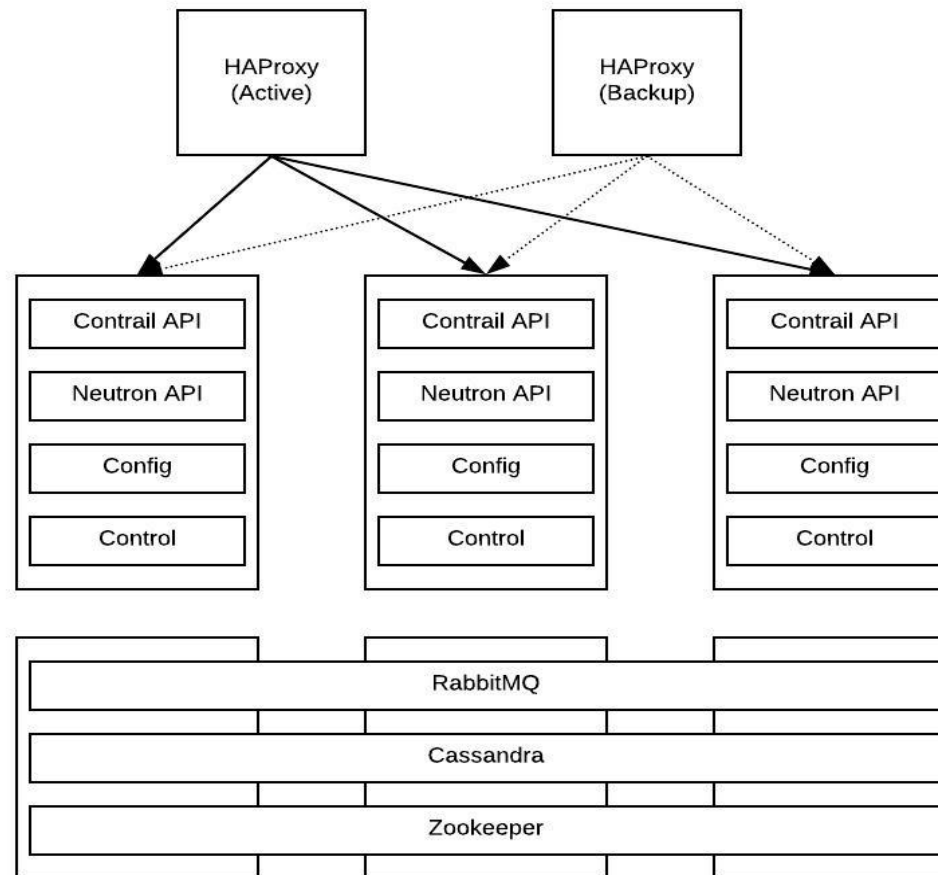 HAProxy
(Active)
HAProxy
(Backup)
Contrail API
Contrail API
Contrail API
Neutron API
Neutron API
Neutron API
Config
Config
Config
Control
Control
Control
RabbitMQ
Cassandra
Zookeeper